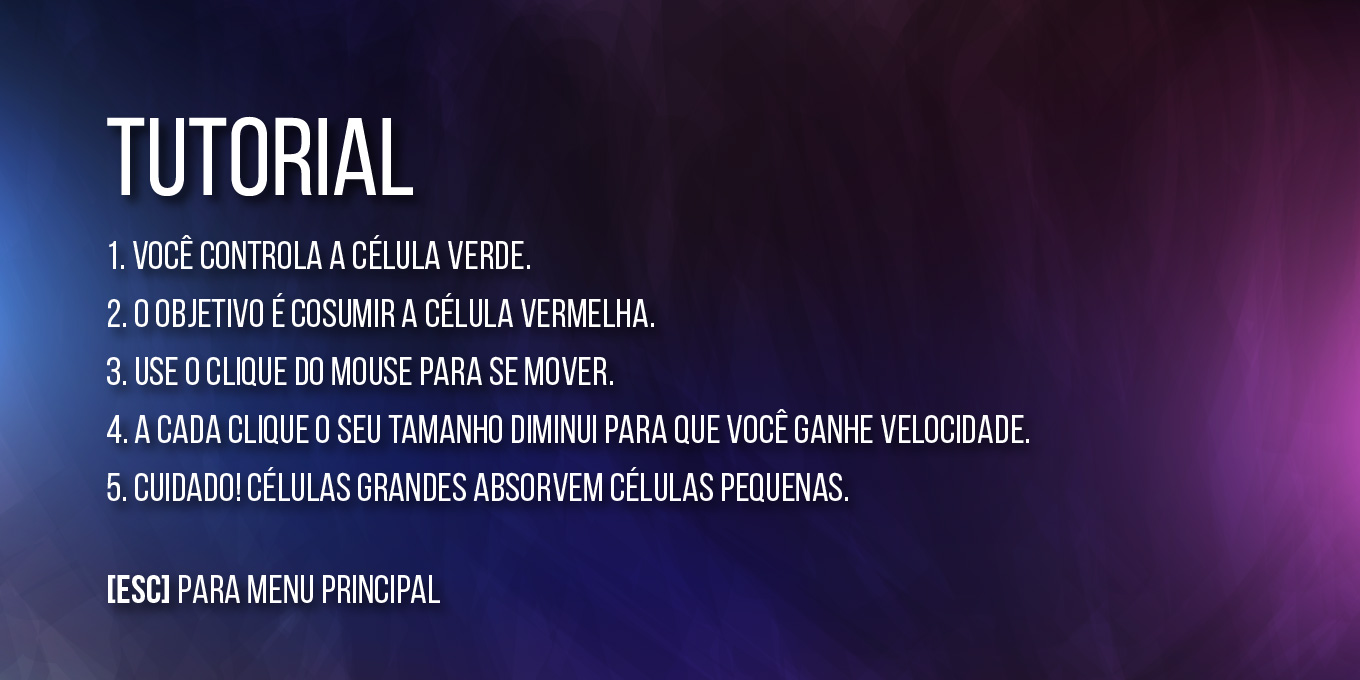 TUTORIAL
1. VOCÊ CONTROLA A CÉLULA VERDE.
2. O OBJETIVO É COSUMIR A CÉLULA VERMELHA.
3. USE O CLIQUE DO MOUSE PARA SE MOVER.
4. A CADA CLIQUE O SEU TAMANHO DIMINUI PARA QUE VOCÊ GANHE VELOCIDADE.
5. CUIDADO! CÉLULAS GRANDES ABSORVEM CÉLULAS PEQUENAS.
[ESC] PARA MENU PRINCIPAL